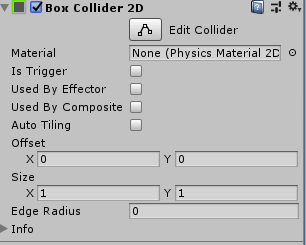 Box Collider 2D
Edit Collider
Material None (Physics Material 2D
Is Trigger
Used By Effector
Used By Composite
Auto Tiling
Offset
X 0 Y 0
Size
X 1 Y 1
Edge Radius 0
Info